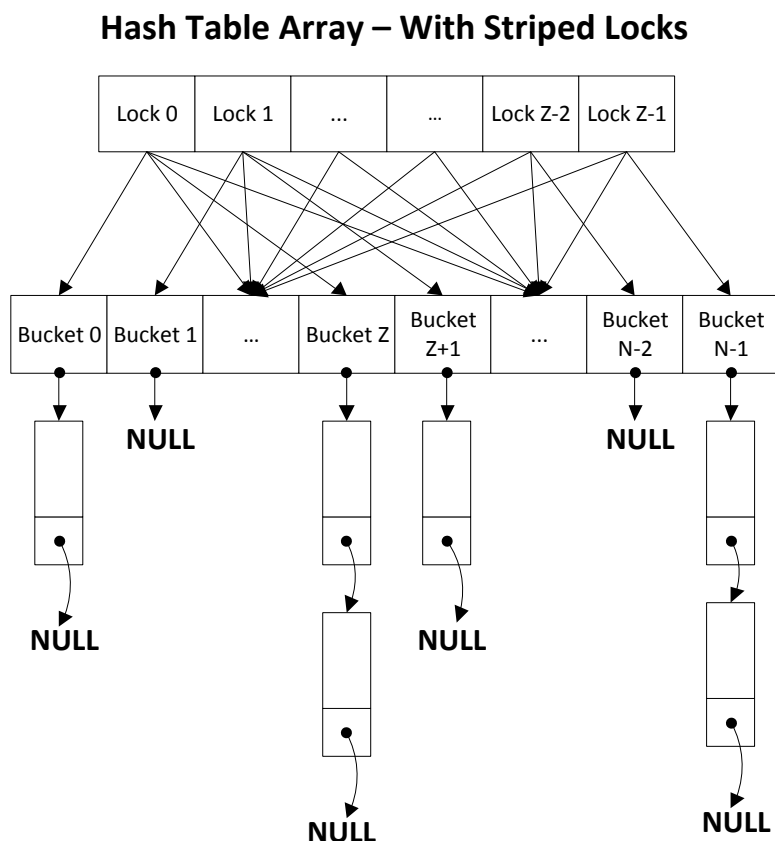 Hash Table Array – With Striped Locks
Lock 0 Lock 1 ... ... Lock Z-2 Lock Z-1
Bucket 0 Bucket 1 ... Bucket Z Bucket Z+1 ... Bucket N-2 Bucket N-1
NULL NULL
NULL NULL
NULL NULL